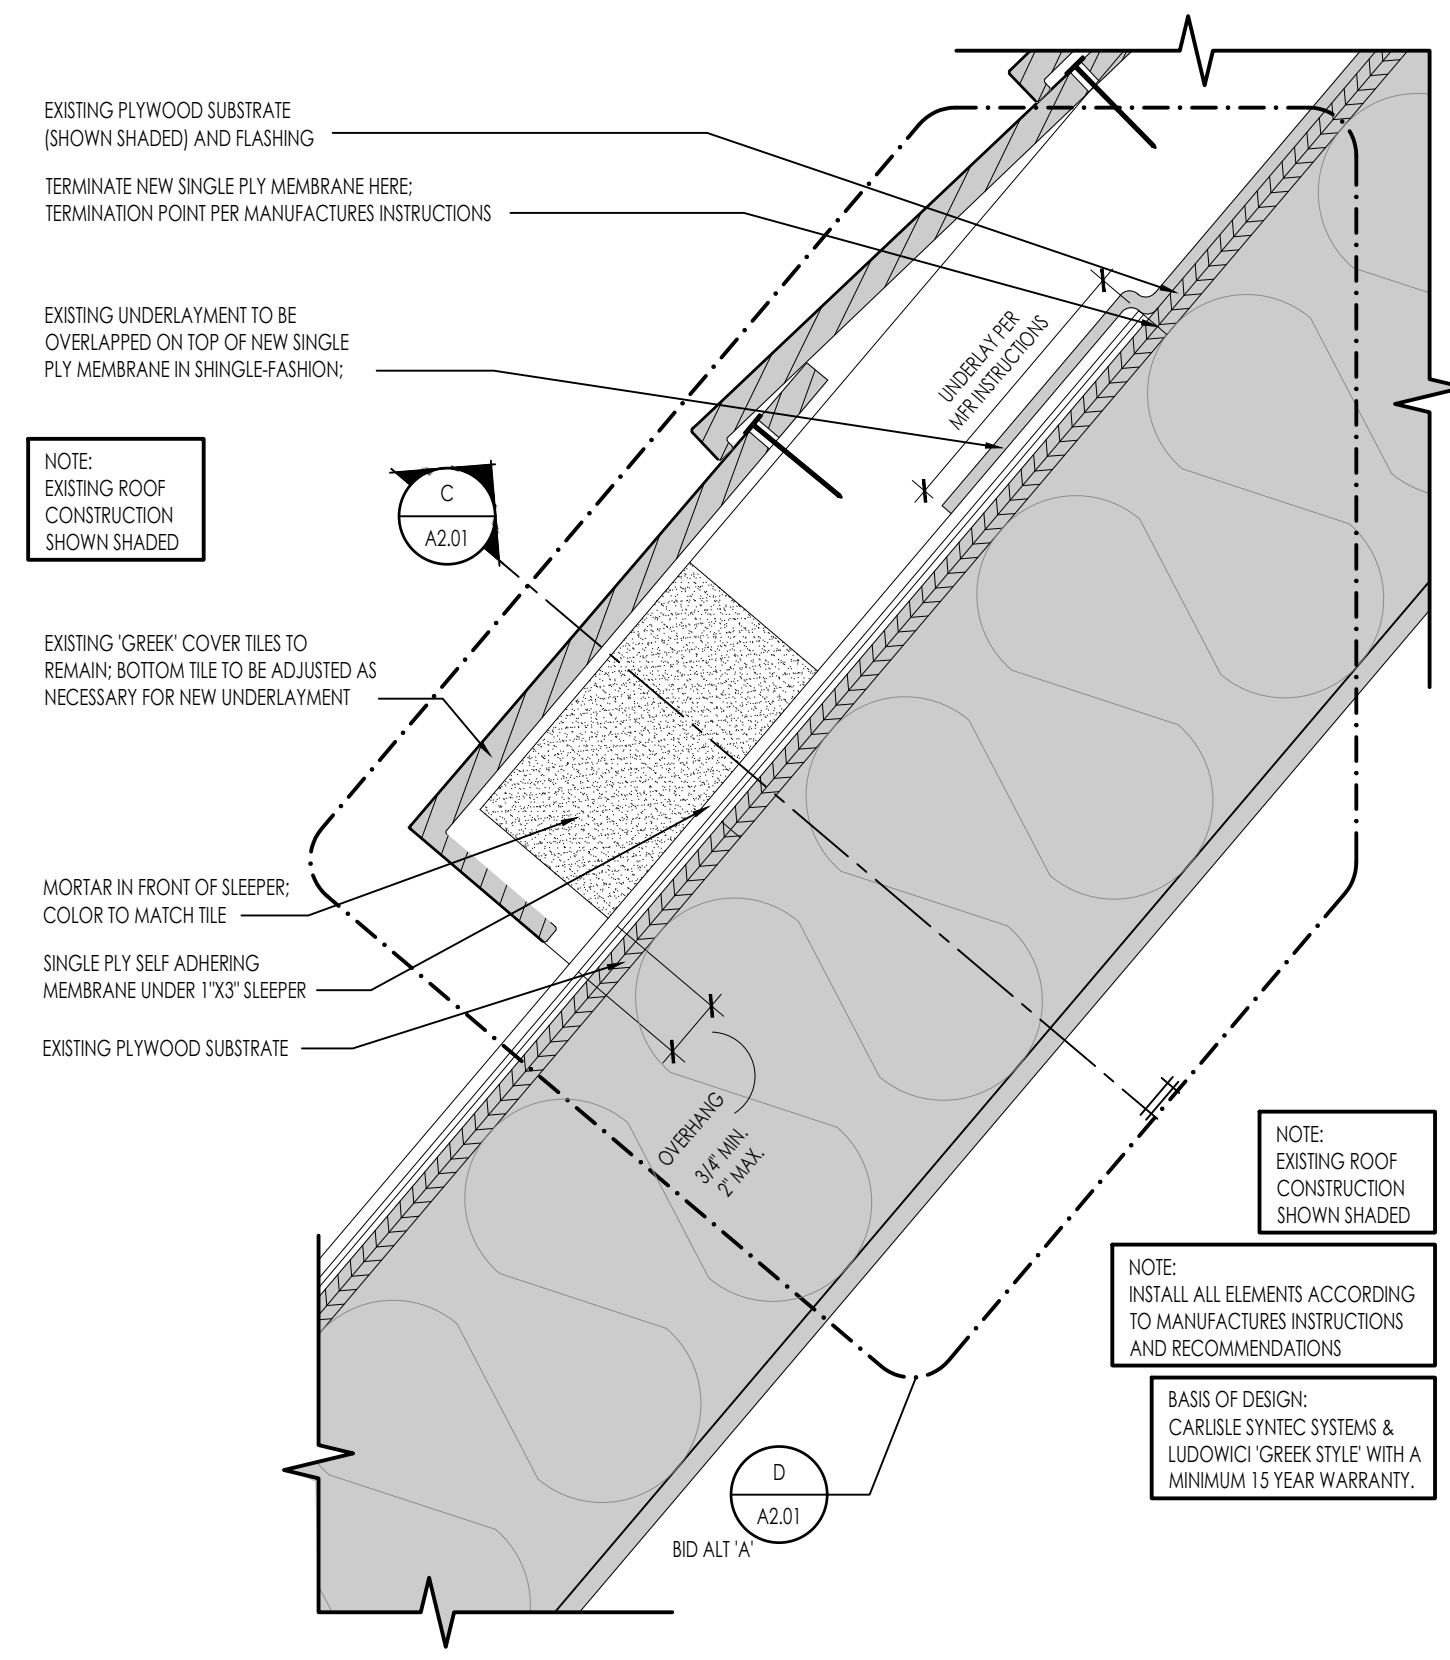 EXISTING PLYWOOD SUBSTRATE
(SHOWN SHADED) AND FLASHING
TERMINATE NEW SINGLE PLY MEMBRANE HERE;
TERMINATION POINT PER MANUFACTURES INSTRUCTIONS
EXISTING UNDERLAYMENT TO BE
OVERLAPPED ON TOP OF NEW SINGLE
PLY MEMBRANE IN SHINGLE-FASHION;
UNDERLAY PER
MFR INSTRUCTIONS
NOTE:
EXISTING ROOF
CONSTRUCTION
SHOWN SHADED
C
A2.01
EXISTING 'GREEK' COVER TILES TO
REMAIN; BOTTOM TILE TO BE ADJUSTED AS
NECESSARY FOR NEW UNDERLAYMENT
MORTAR IN FRONT OF SLEEPER;
COLOR TO MATCH TILE
SINGLE PLY SELF ADHERING
MEMBRANE UNDER 1"X3" SLEEPER
EXISTING PLYWOOD SUBSTRATE
OVERHANG
3/4" MIN.
2" MAX.
NOTE:
EXISTING ROOF
CONSTRUCTION
SHOWN SHADED
NOTE:
INSTALL ALL ELEMENTS ACCORDING
TO MANUFACTURES INSTRUCTIONS
AND RECOMMENDATIONS
BASIS OF DESIGN:
CARLISLE SYNTEC SYSTEMS &
LUDOWICI 'GREEK STYLE' WITH A
MINIMUM 15 YEAR WARRANTY.
D
A2.01
BID ALT 'A'